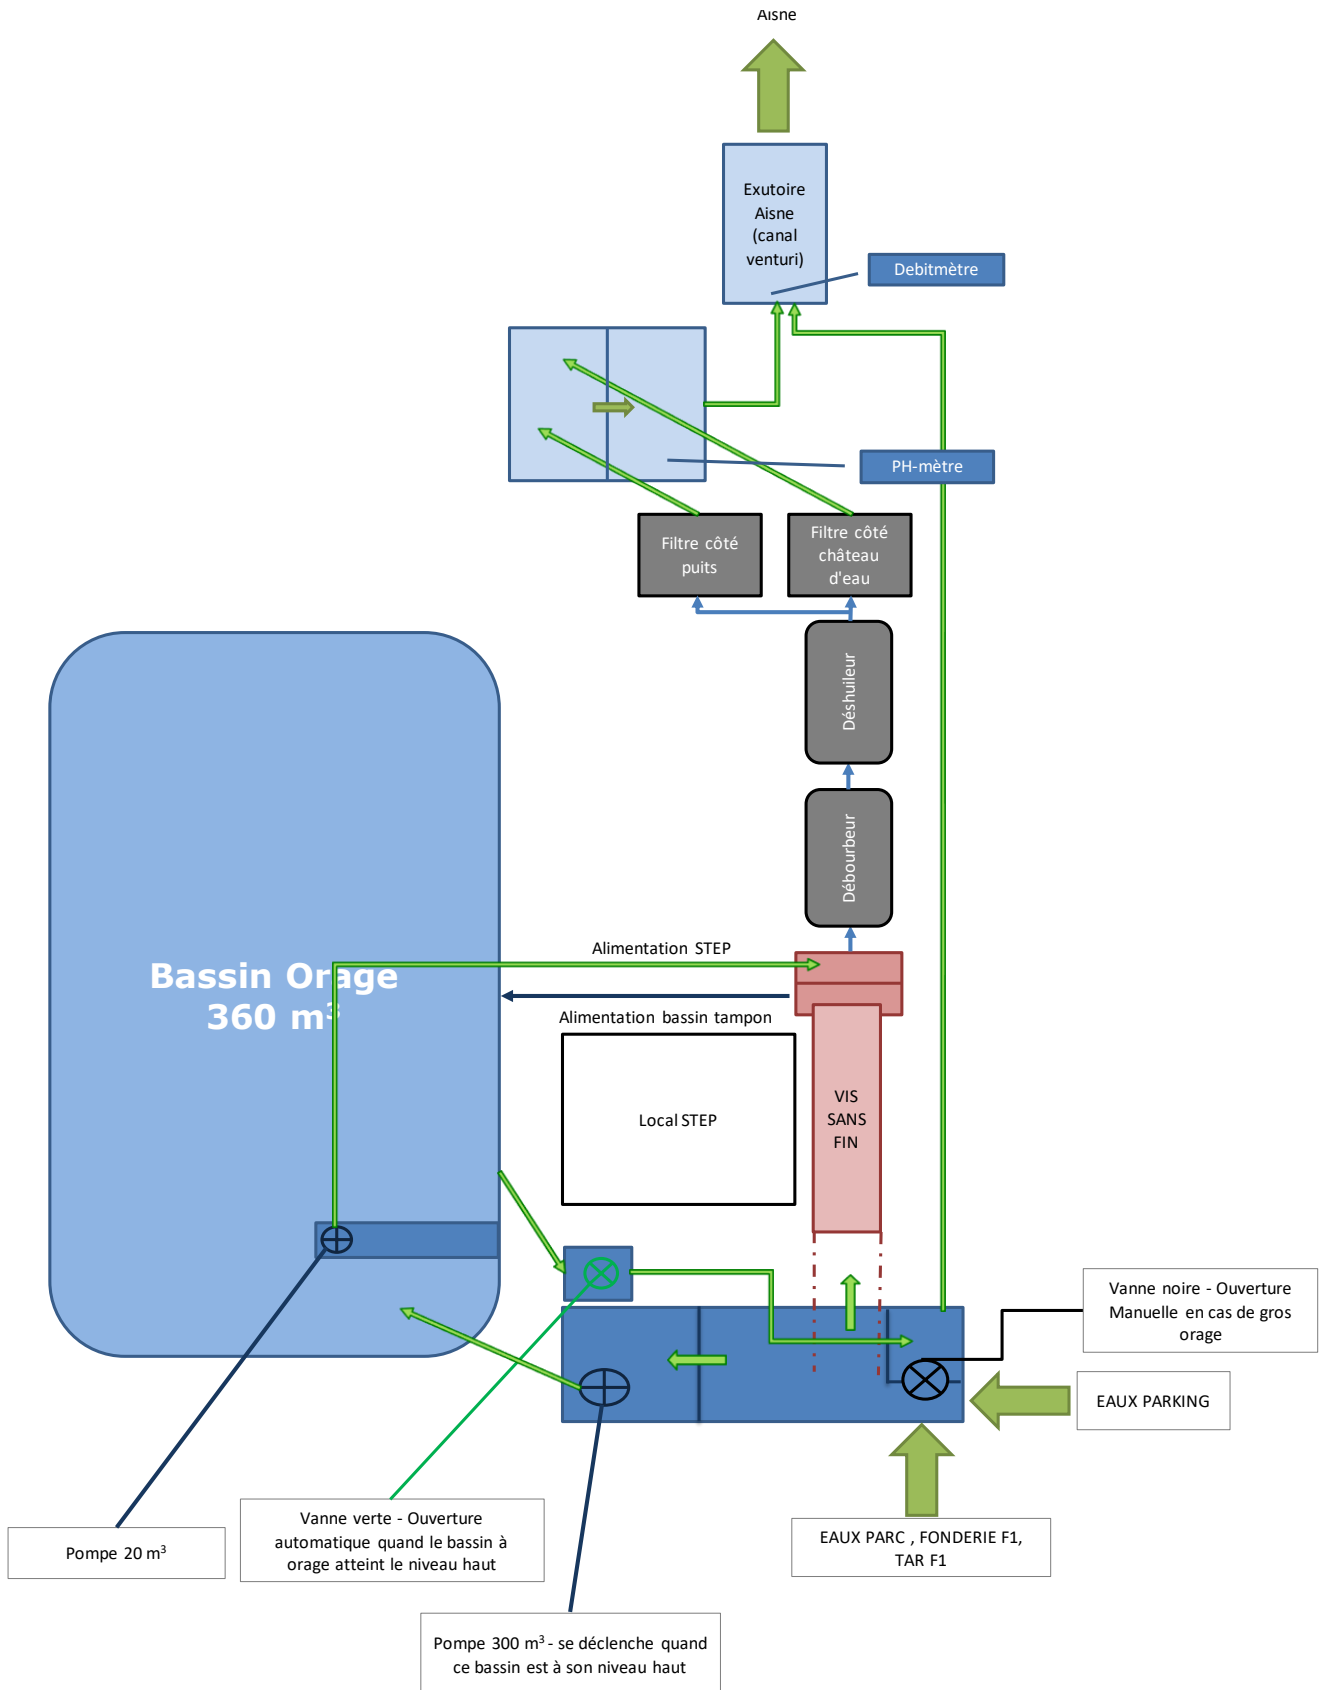 Aisne
Exutoire
Aisne
(canal
venturi)
Debitmètre
PH-mètre
Filtre côté
puits
Filtre côté
château
d'eau
Déshuileur
Débourbeur
Alimentation STEP
Bassin Orage
360 m³
Alimentation bassin tampon
Local STEP
VIS
SANS
FIN
Vanne noire - Ouverture
Manuelle en cas de gros
orage
EAUX PARKING
EAUX PARC , FONDERIE F1,
TAR F1
Vanne verte - Ouverture
automatique quand le bassin à
orage atteint le niveau haut
Pompe 20 m³
Pompe 300 m³ - se déclenche quand
ce bassin est à son niveau haut